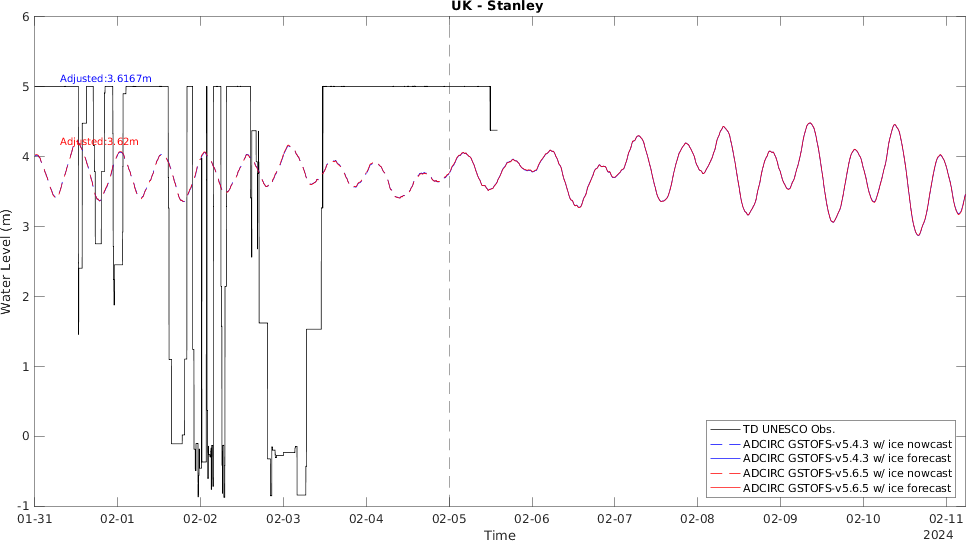 UK - Stanley
6
5
4
3
2
1
0
-1
Water Level (m)
Adjusted:3.6167m
Adjusted:3.62m
TD UNESCO Obs.
ADCIRC GSTOFS-v5.4.3 w/ ice nowcast
ADCIRC GSTOFS-v5.4.3 w/ ice forecast
ADCIRC GSTOFS-v5.6.5 w/ ice nowcast
ADCIRC GSTOFS-v5.6.5 w/ ice forecast
01-31 02-01 02-02 02-03 02-04 02-05 02-06 02-07 02-08 02-09 02-10 02-11
Time
2024